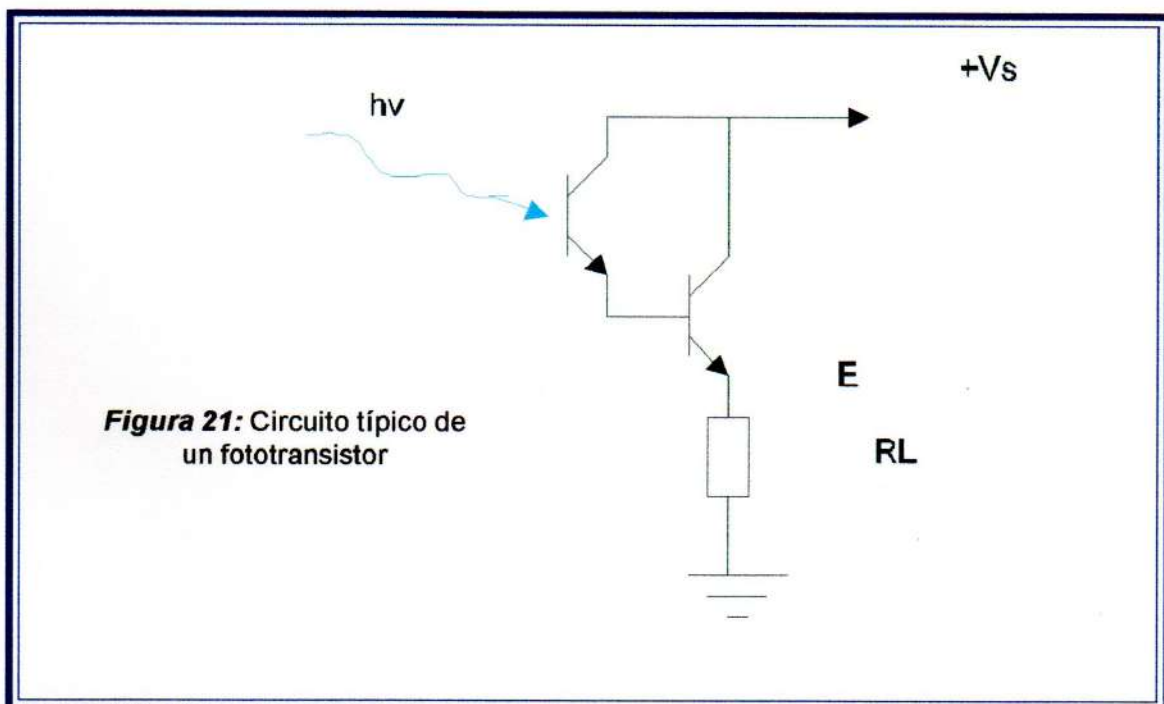 +Vs
hv
E
Figura 21: Circuito típico de
un fototransistor
RL